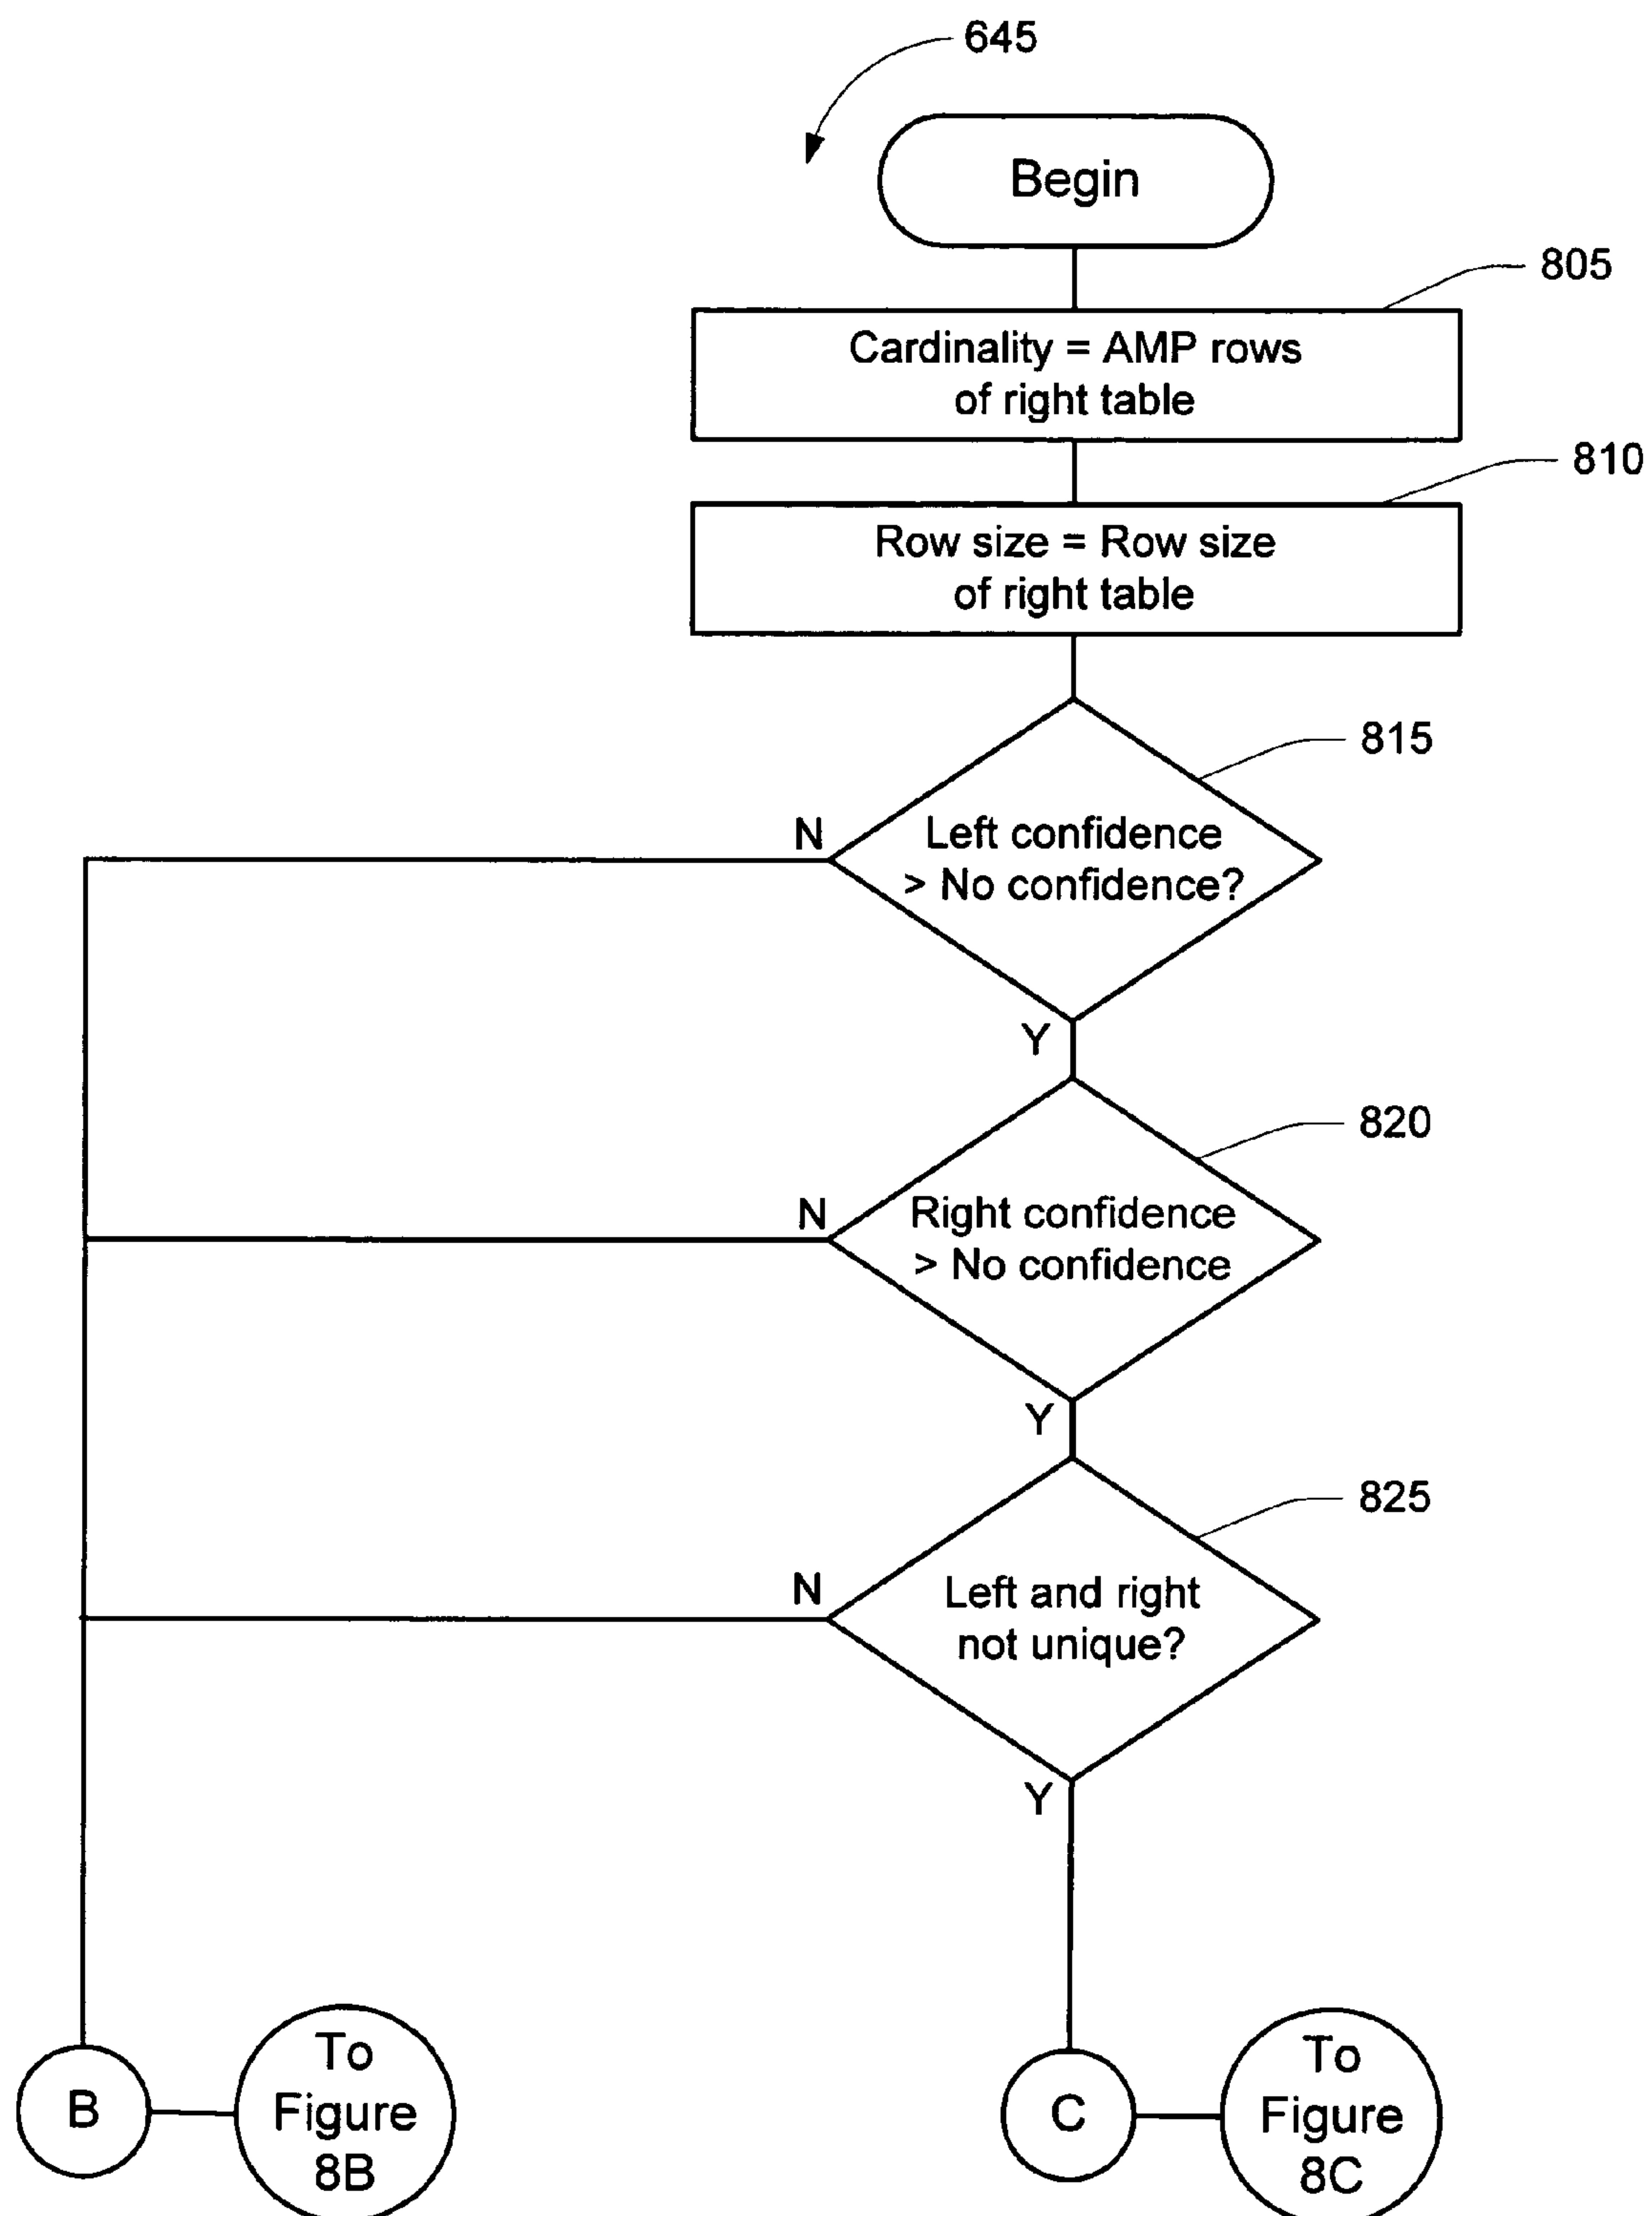 645
Begin
805
Cardinality = AMP rows
of right table
810
Row size = Row size
of right table
815
N
Left confidence
> No confidence?
Y
820
N
Right confidence
> No confidence
Y
825
N
Left and right
not unique?
Y
B
To
Figure
8B
C
To
Figure
8C